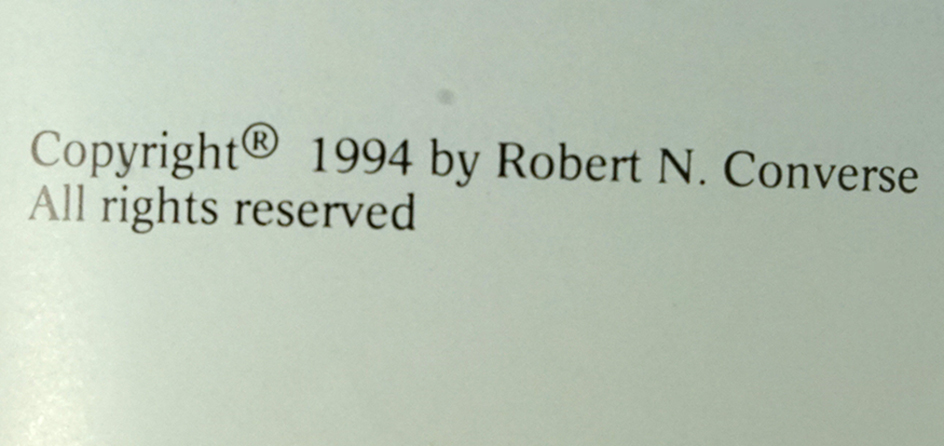 Copyright® 1994 by Robert N. Converse
All rights reserved